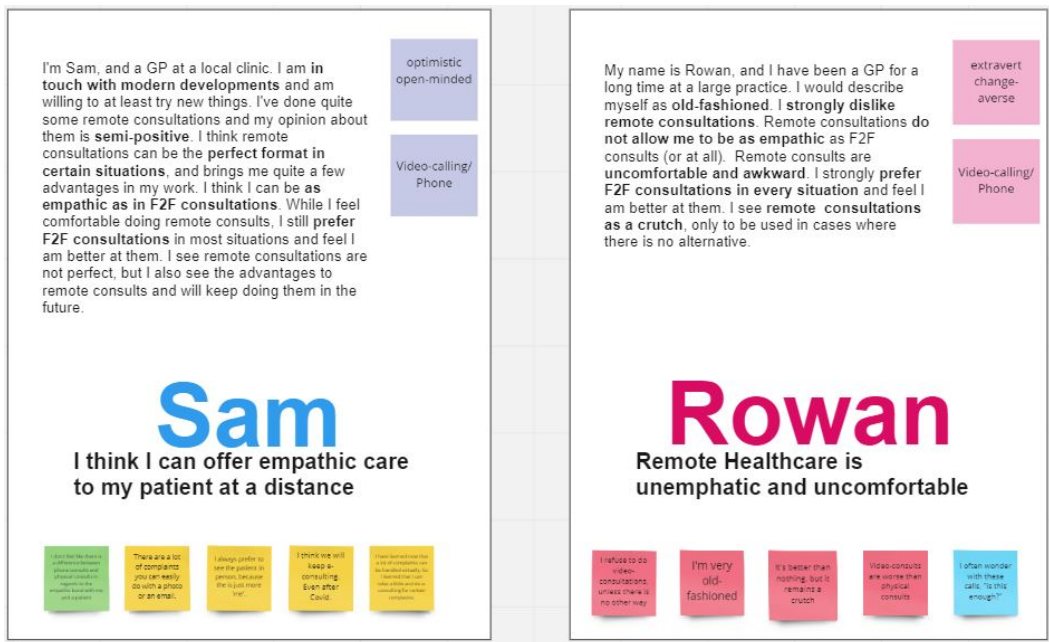 I'm Sam, and a GP at a local clinic. I am in
touch with modern developments and am
willing to at least try new things. I've done quite
some remote consultations and my opinion about
them is semi-positive. I think remote
consultations can be the perfect format in
certain situations, and brings me quite a few
advantages in my work. I think I can be as
empathic as in F2F consultations. While I feel
comfortable doing remote consults, I still prefer
F2F consultations in most situations and feel I
am better at them. I see remote consultations are
not perfect, but I also see the advantages to
remote consults and will keep doing them in the
future.
optimistic
open-minded
Video-calling/
Phone
Sam
I think I can offer empathic care
to my patient at a distance
There are a lot
of complaints
you can easily
do with a photo
or an email.
I always prefer to
see the patient in
person, because
the is just more
'me'.
I think we will
keep e-
consulting.
Even after
Covid.
My name is Rowan, and I have been a GP for a
long time at a large practice. I would describe
myself as old-fashioned. I strongly dislike
remote consultations. Remote consultations do
not allow me to be as empathic as F2F
consults (or at all). Remote consults are
uncomfortable and awkward. I strongly prefer
F2F consultations in every situation and feel I
am better at them. I see remote consultations
as a crutch, only to be used in cases where
there is no alternative.
extravert
change-
averse
Video-calling/
Phone
Rowan
Remote Healthcare is
unemphatic and uncomfortable
I refuse to do
video-
consultations,
unless there is
no other way
I'm very
old-
fashioned
It's better than
nothing, but it
remains a
crutch
Video-consults
are worse than
physical
consults
I often wonder
with these
calls, "Is this
enough?"